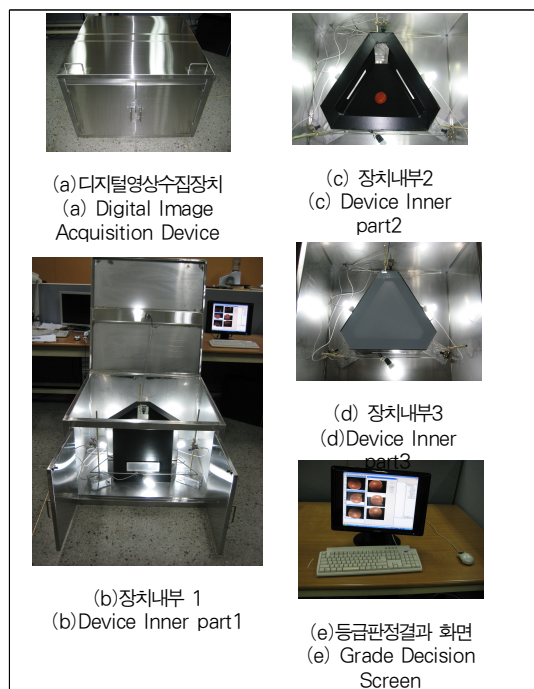 (a)디지털영상수집장치
(a) Digital Image
Acquisition Device
(b)장치내부 1
(b)Device Inner part1
(c) 장치내부2
(c) Device Inner
part2
(d) 장치내부3
(d)Device Inner
part3
(e)등급판정결과 화면
(e) Grade Decision
Screen